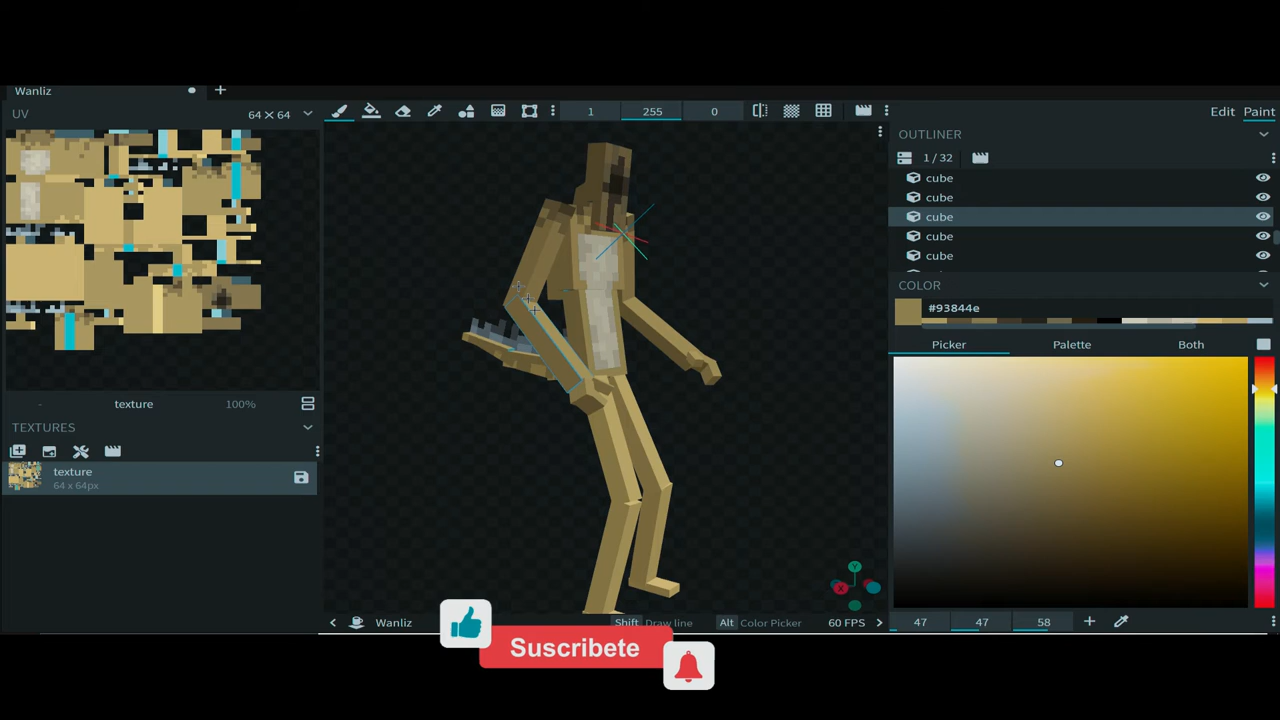 Wanliz
UV
64 × 64
1
255
0
Edit
Paint
OUTLINER
1 / 32
cube
cube
cube
cube
cube
COLOR
#93844e
Picker
Palette
Both
-
texture
100%
TEXTURES
texture
64 x 64px
Y
X
Wanliz
Shift
Draw line
Alt
Color Picker
60 FPS
47
47
58
Suscribete